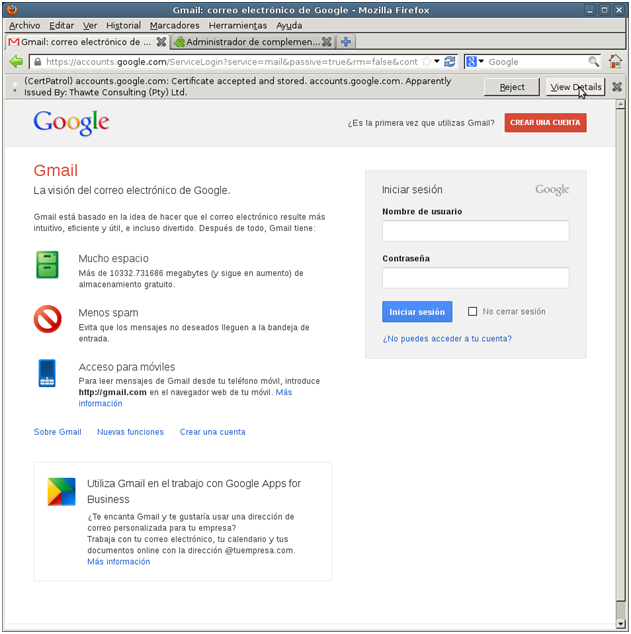 Gmail: correo electrónico de Google - Mozilla Firefox
Archivo Editar Ver Historial Marcadores Herramientas Ayuda
Gmail: correo electrónico de ... Administrador de complemen...
https://accounts.google.com/ServiceLogin?service=mail&passive=true&rm=false&cont Google
(CertPatrol) accounts.google.com: Certificate accepted and stored. accounts.google.com. Apparently
Issued By: Thawte Consulting (Pty) Ltd.
Reject View Details
Google
¿Es la primera vez que utilizas Gmail? CREAR UNA CUENTA
Gmail
La visión del correo electrónico de Google.
Gmail está basado en la idea de hacer que el correo electrónico resulte más
intuitivo, eficiente y útil, e incluso divertido. Después de todo, Gmail tiene:
Mucho espacio
Más de 10332.731686 megabytes (y sigue en aumento) de
almacenamiento gratuito.
Menos spam
Evita que los mensajes no deseados lleguen a la bandeja de
entrada.
Acceso para móviles
Para leer mensajes de Gmail desde tu teléfono móvil, introduce
http://gmail.com en el navegador web de tu móvil. Más
información
Sobre Gmail Nuevas funciones Crear una cuenta
Utiliza Gmail en el trabajo con Google Apps for
Business
¿Te encanta Gmail y te gustaría usar una dirección de
correo personalizada para tu empresa?
Trabaja con tu correo electrónico, tu calendario y tus
documentos online con la dirección @tuempresa.com.
Más información
Iniciar sesión Google
Nombre de usuario
Contraseña
Iniciar sesión No cerrar sesión
¿No puedes acceder a tu cuenta?